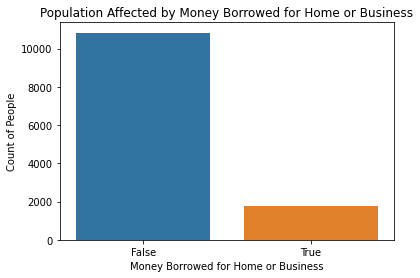 Population Affected by Money Borrowed for Home or Business
Count of People
10000
8000
6000
4000
2000
0
False
True
Money Borrowed for Home or Business